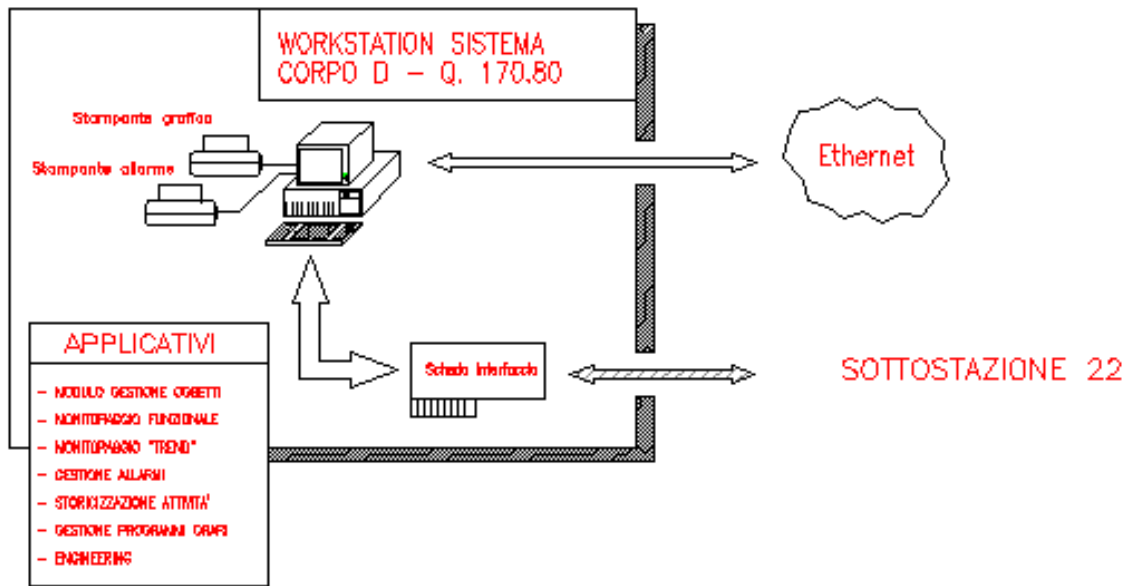 WORKSTATION SISTEMA
CORPO D – Q. 170.80
Stampante grafica
Stampante allarme
Ethernet
APPLICATIVI
– MODULO GESTIONE OGGETTI
– MONITORAGGIO FUNZIONALE
– MONITORAGGIO "TREND"
– GESTIONE ALLARMI
– STORICIZZAZIONE ATTIVITA'
– GESTIONE PROGRAMMI ORARI
– ENGINEERING
Scheda Interfaccia
SOTTOSTAZIONE 22